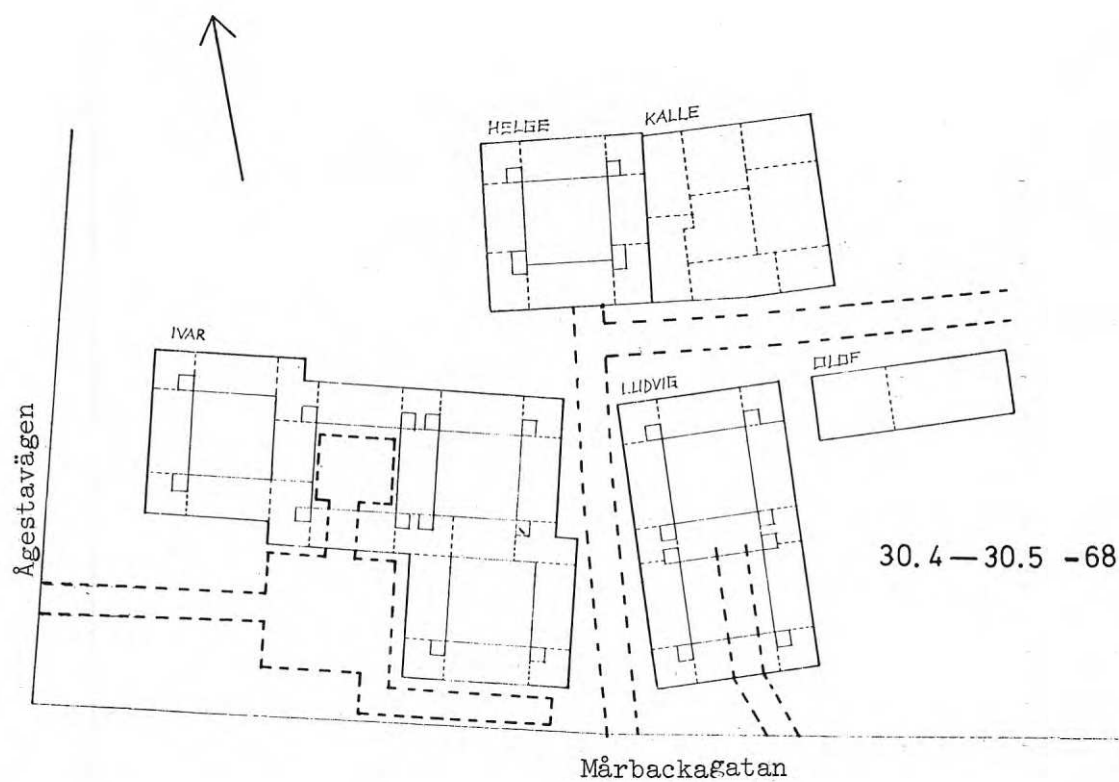 HELGE
KALLE
IVAR
LUDVIG
OLOF
Ågestavägen
30.4—30.5 -68
Mårbackagatan